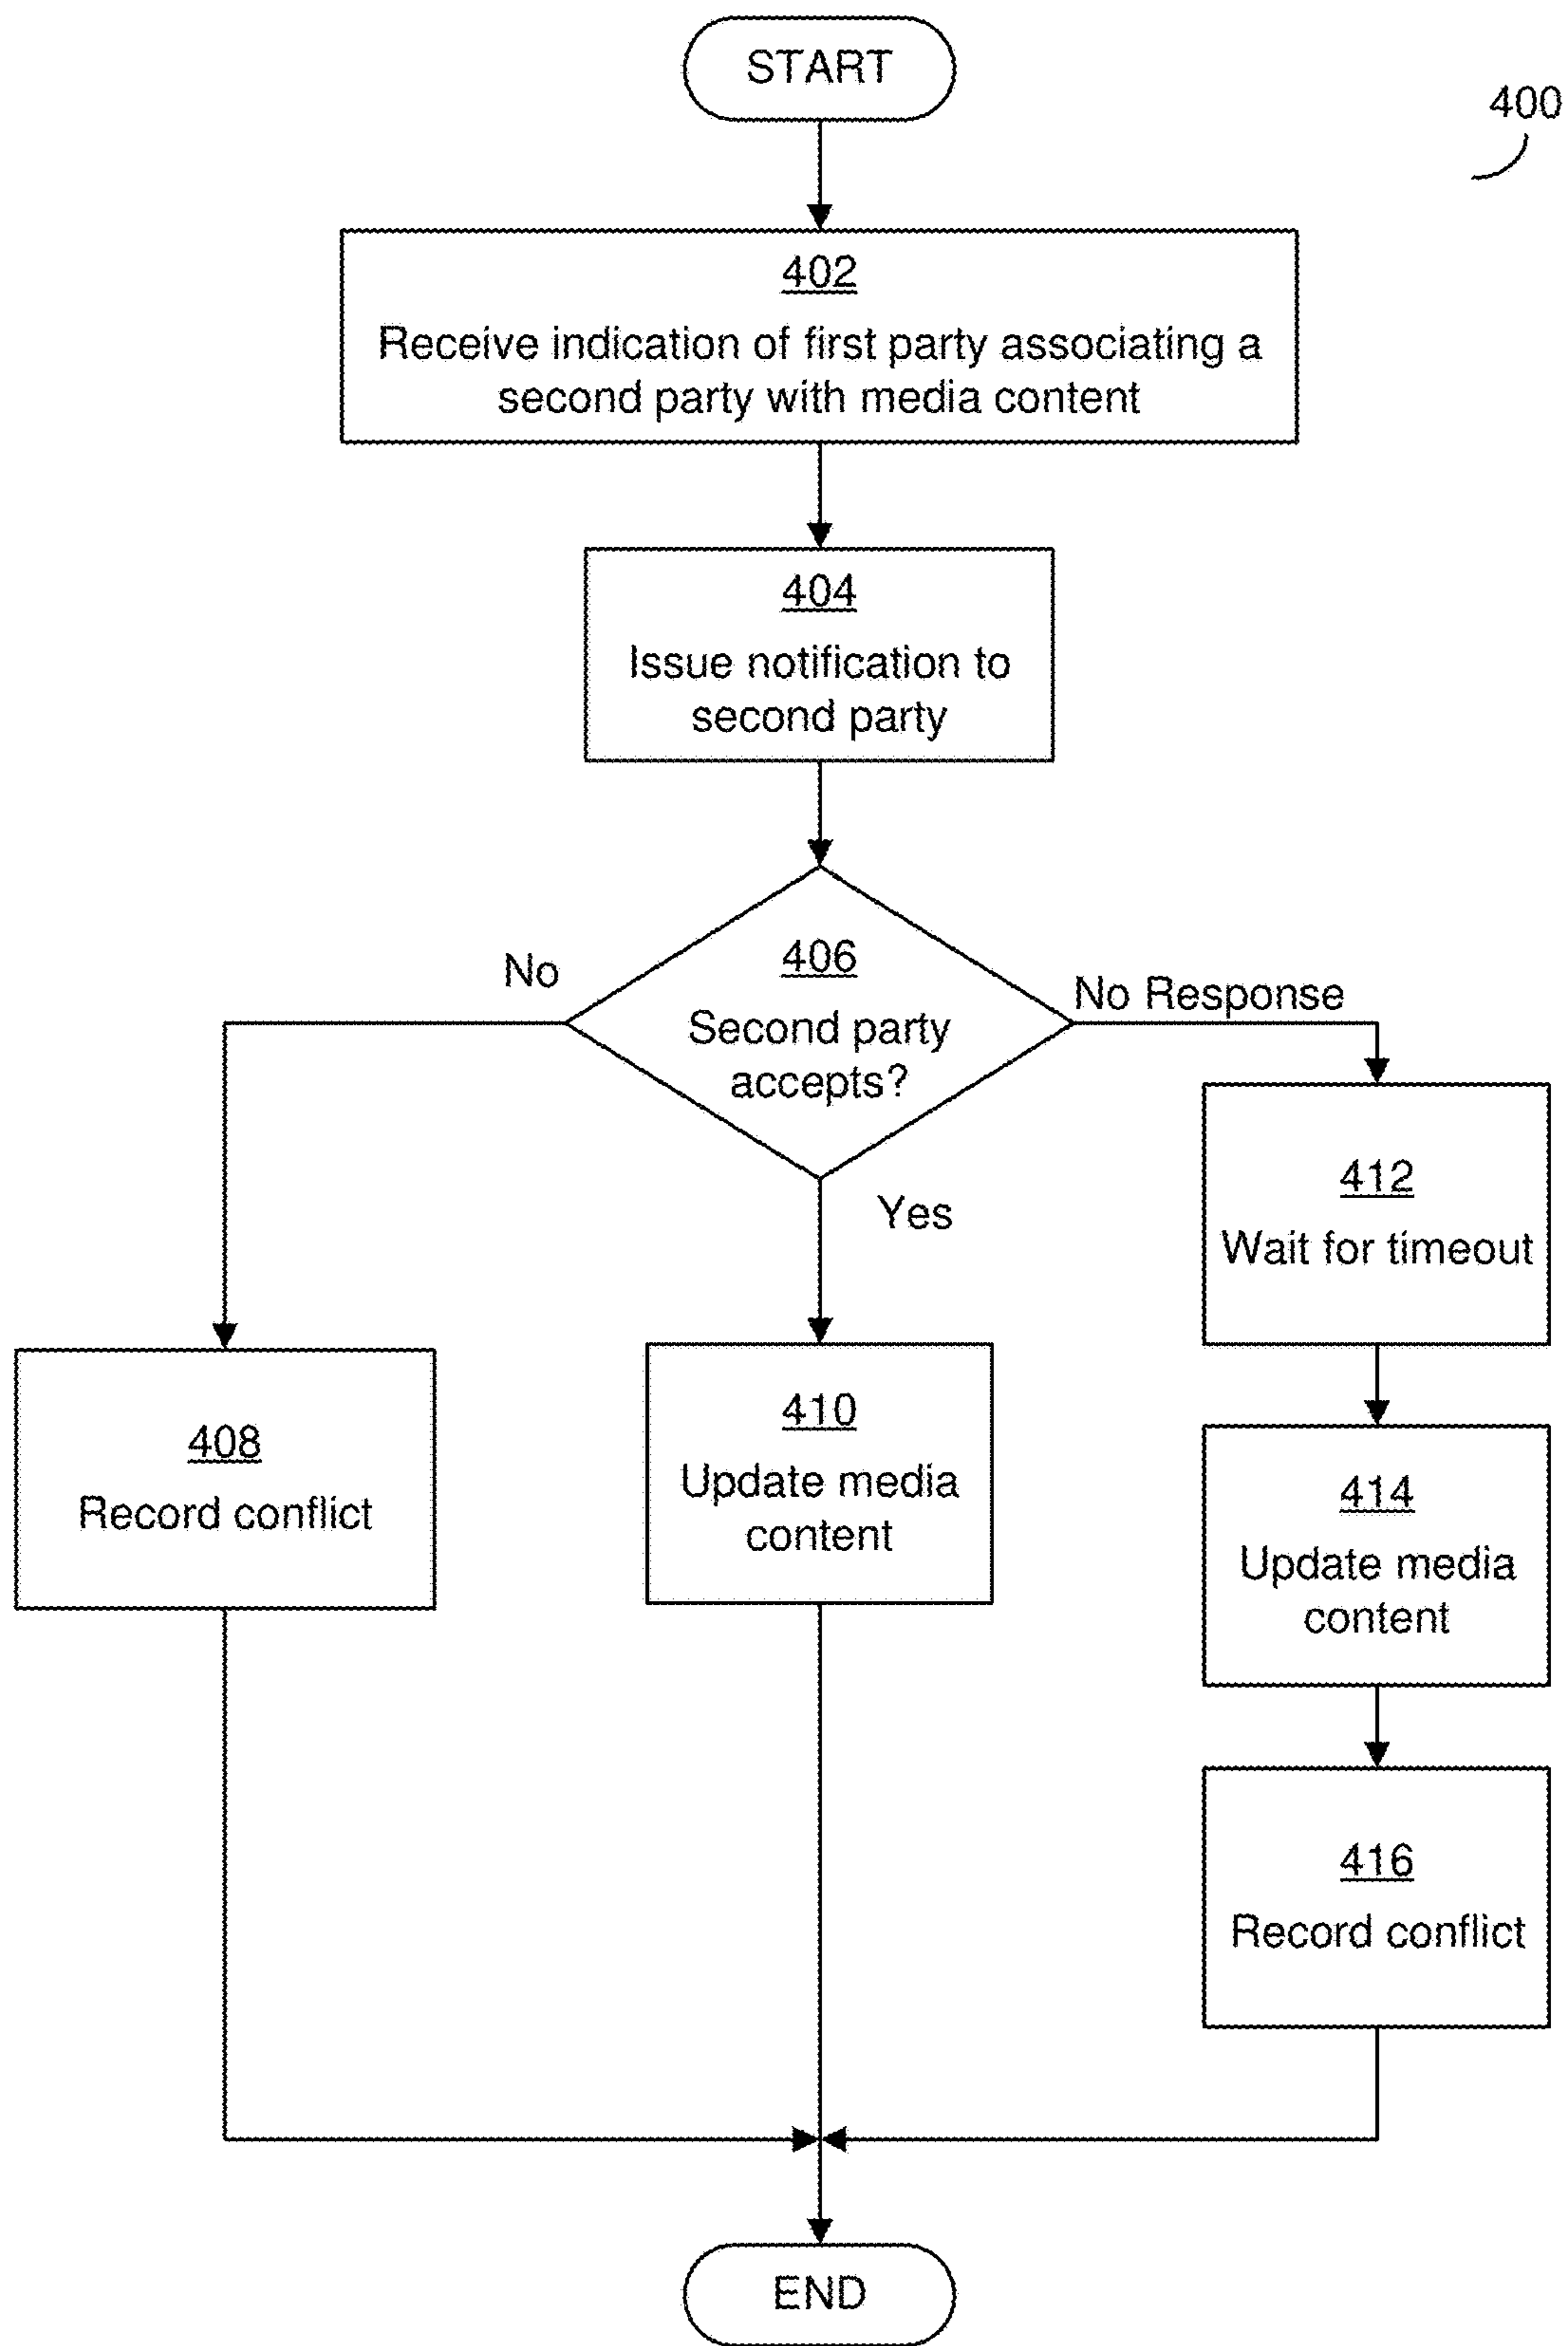 START
400
402
Receive indication of first party associating a
second party with media content
404
Issue notification to
second party
406
Second party
accepts?
No
No Response
Yes
412
Wait for timeout
408
Record conflict
410
Update media
content
414
Update media
content
416
Record conflict
END